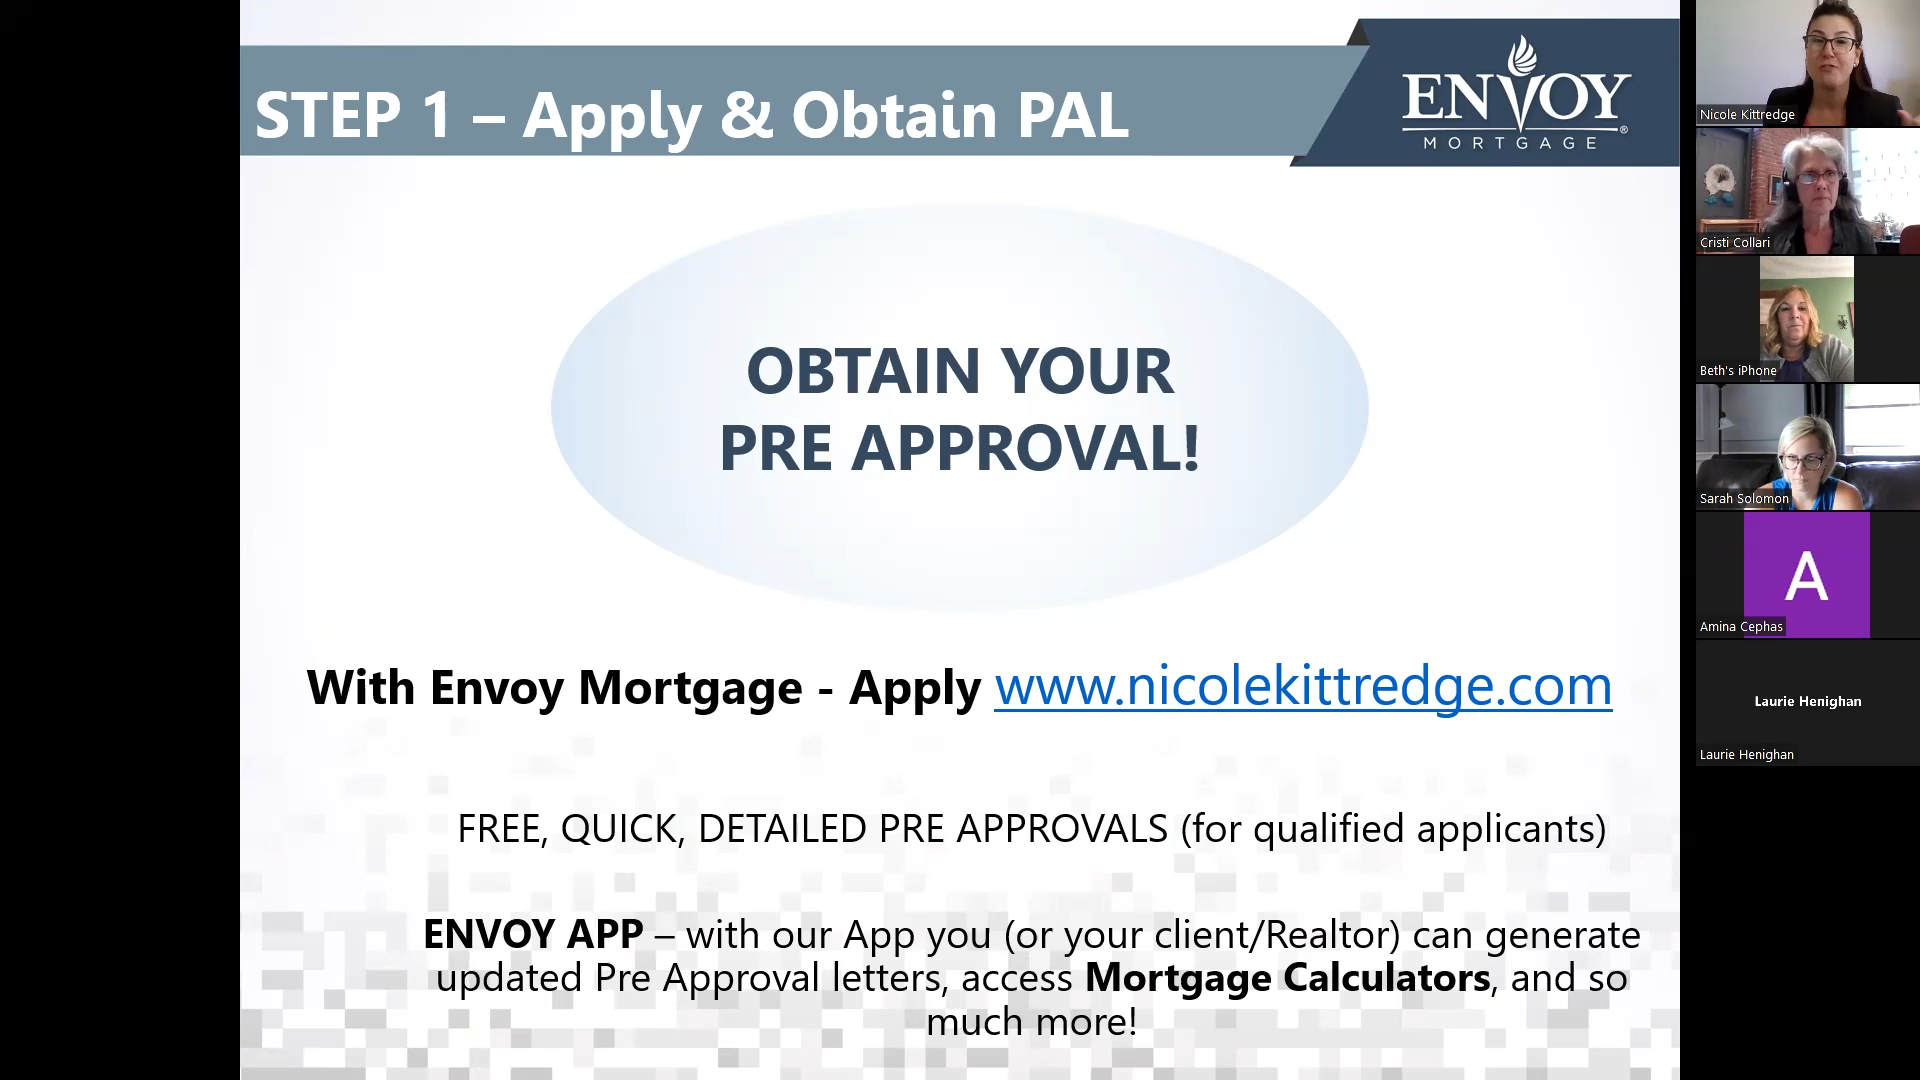 STEP 1 – Apply & Obtain PAL
ENVOY
MORTGAGE
®
OBTAIN YOUR
PRE APPROVAL!
With Envoy Mortgage - Apply www.nicolekittredge.com
FREE, QUICK, DETAILED PRE APPROVALS (for qualified applicants)
ENVOY APP – with our App you (or your client/Realtor) can generate
updated Pre Approval letters, access Mortgage Calculators, and so
much more!
Nicole Kittredge
Cristi Collari
Beth's iPhone
Sarah Solomon
A
Amina Cephas
Laurie Henighan
Laurie Henighan